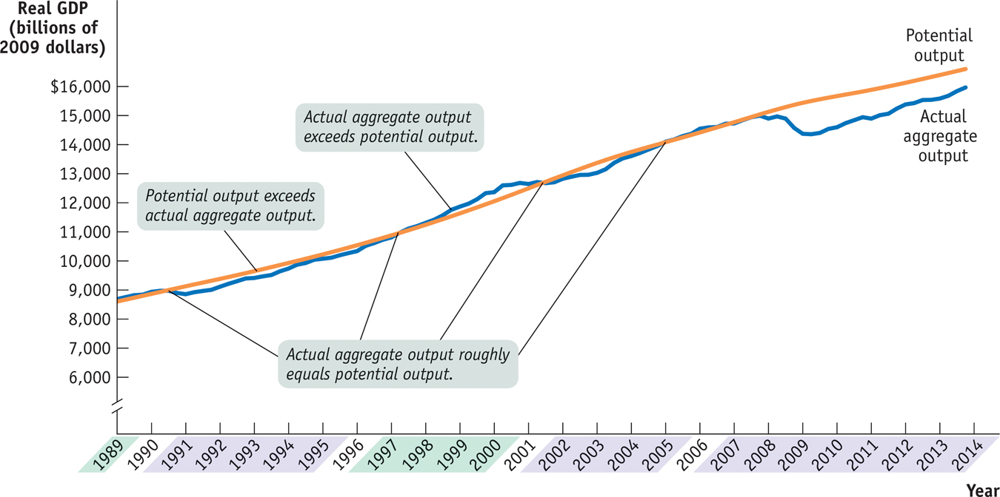 Real GDP
(billions of
2009 dollars)
$16,000
15,000
14,000
13,000
12,000
11,000
10,000
9,000
8,000
7,000
6,000
Potential
output
Actual
aggregate
output
Actual aggregate output
exceeds potential output.
Potential output exceeds
actual aggregate output.
Actual aggregate output roughly
equals potential output.
1989
1990
1991
1992
1993
1994
1995
1996
1997
1998
1999
2000
2001
2002
2003
2004
2005
2006
2007
2008
2009
2010
2011
2012
2013
2014
Year